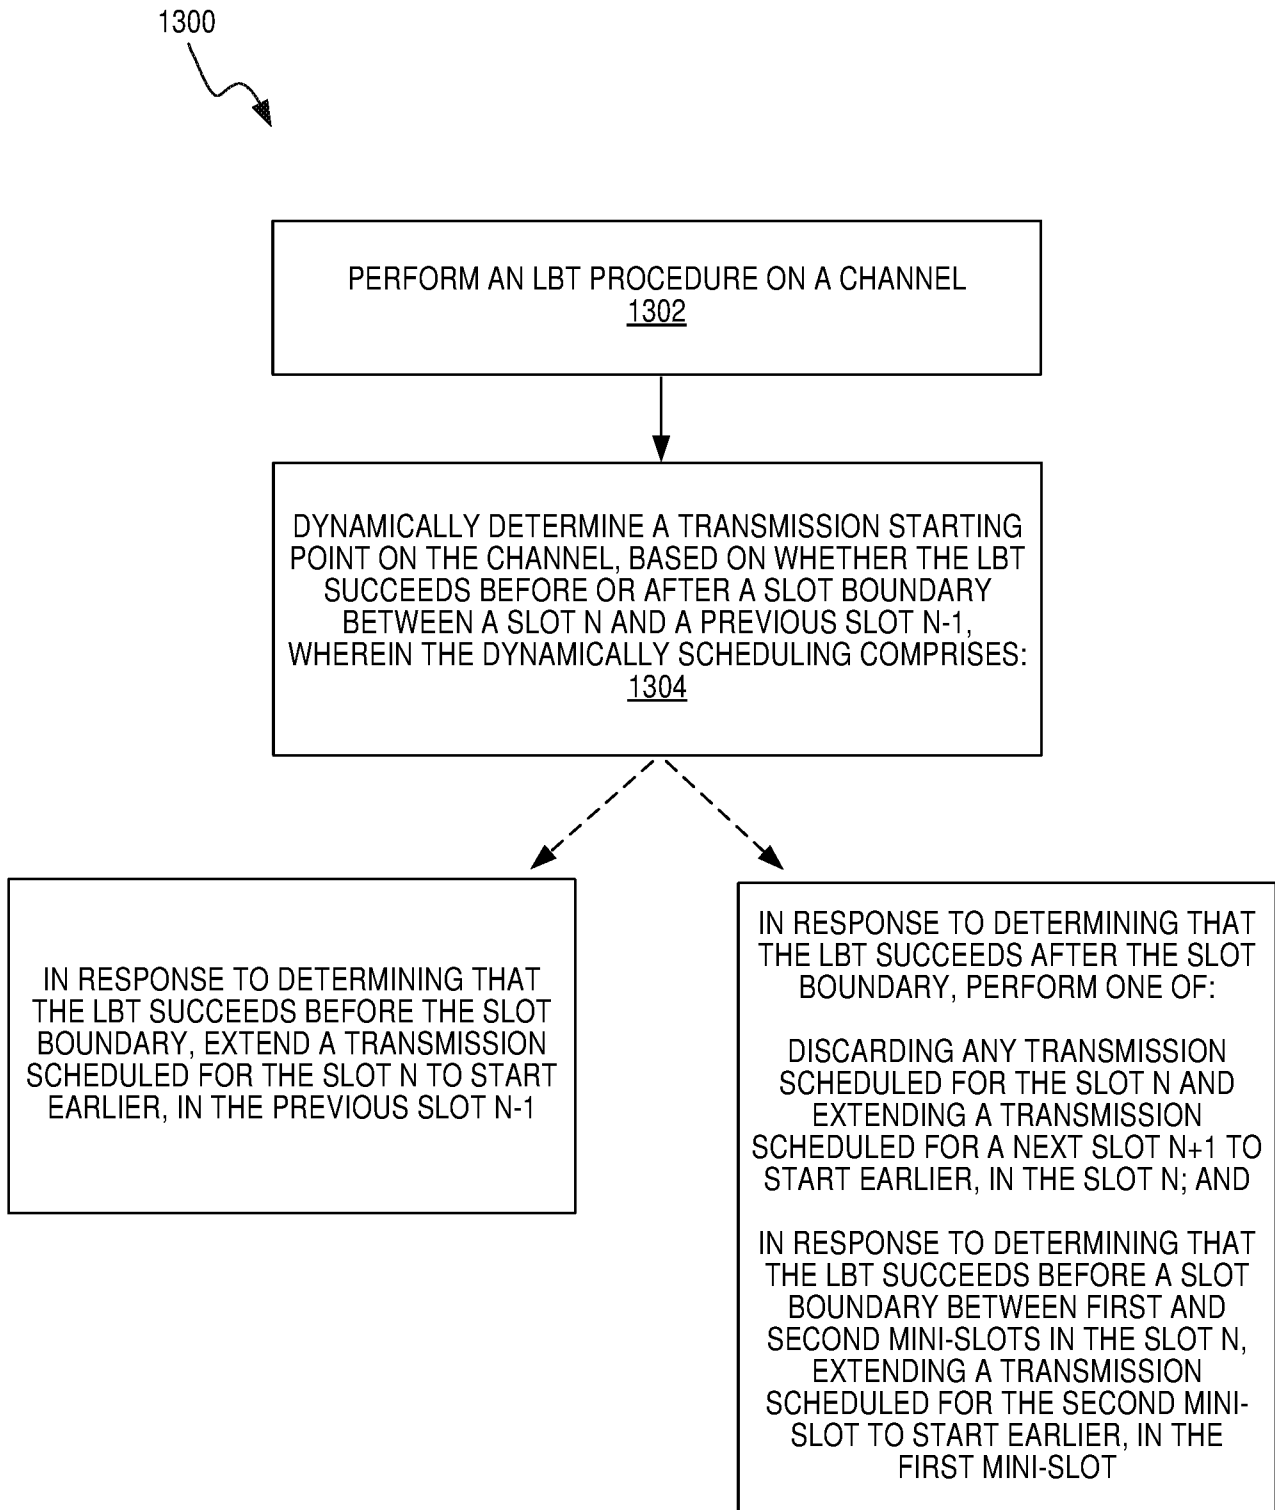 1300
PERFORM AN LBT PROCEDURE ON A CHANNEL
1302
DYNAMICALLY DETERMINE A TRANSMISSION STARTING
POINT ON THE CHANNEL, BASED ON WHETHER THE LBT
SUCCEEDS BEFORE OR AFTER A SLOT BOUNDARY
BETWEEN A SLOT N AND A PREVIOUS SLOT N-1,
WHEREIN THE DYNAMICALLY SCHEDULING COMPRISES:
1304
IN RESPONSE TO DETERMINING THAT
THE LBT SUCCEEDS BEFORE THE SLOT
BOUNDARY, EXTEND A TRANSMISSION
SCHEDULED FOR THE SLOT N TO START
EARLIER, IN THE PREVIOUS SLOT N-1
IN RESPONSE TO DETERMINING THAT
THE LBT SUCCEEDS AFTER THE SLOT
BOUNDARY, PERFORM ONE OF:
DISCARDING ANY TRANSMISSION
SCHEDULED FOR THE SLOT N AND
EXTENDING A TRANSMISSION
SCHEDULED FOR A NEXT SLOT N+1 TO
START EARLIER, IN THE SLOT N; AND
IN RESPONSE TO DETERMINING THAT
THE LBT SUCCEEDS BEFORE A SLOT
BOUNDARY BETWEEN FIRST AND
SECOND MINI-SLOTS IN THE SLOT N,
EXTENDING A TRANSMISSION
SCHEDULED FOR THE SECOND MINI-
SLOT TO START EARLIER, IN THE
FIRST MINI-SLOT